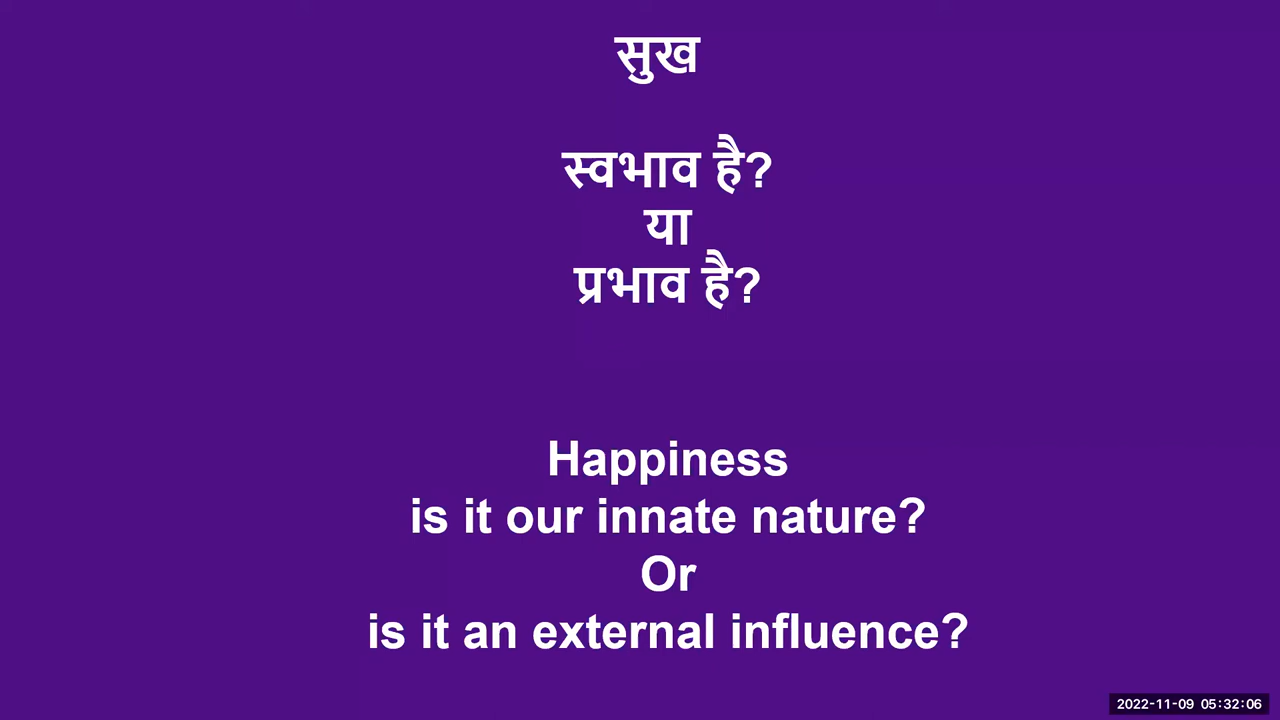 सुख
स्वभाव है?
या
प्रभाव है?
Happiness
is it our innate nature?
Or
is it an external influence?
2022-11-09 05:32:06